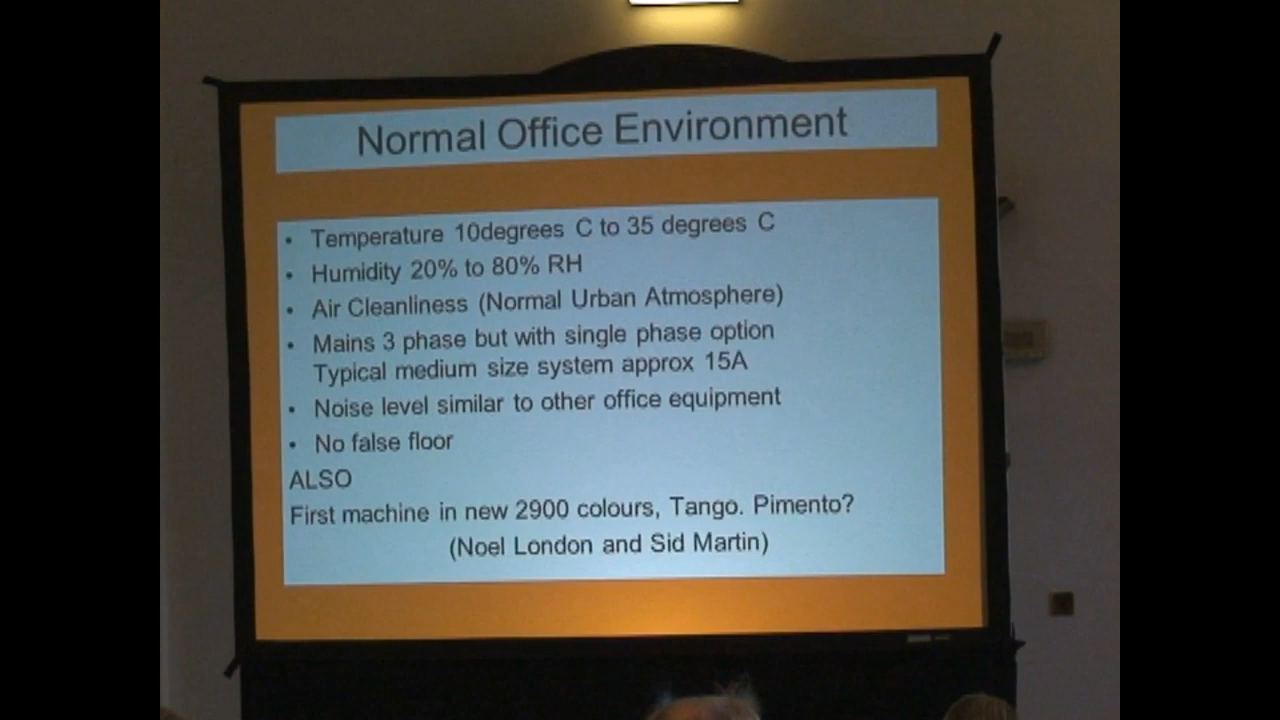 Normal Office Environment
• Temperature 10degrees C to 35 degrees C
• Humidity 20% to 80% RH
• Air Cleanliness (Normal Urban Atmosphere)
• Mains 3 phase but with single phase option
Typical medium size system approx 15A
• Noise level similar to other office equipment
• No false floor
ALSO
First machine in new 2900 colours, Tango. Pimento?
(Noel London and Sid Martin)